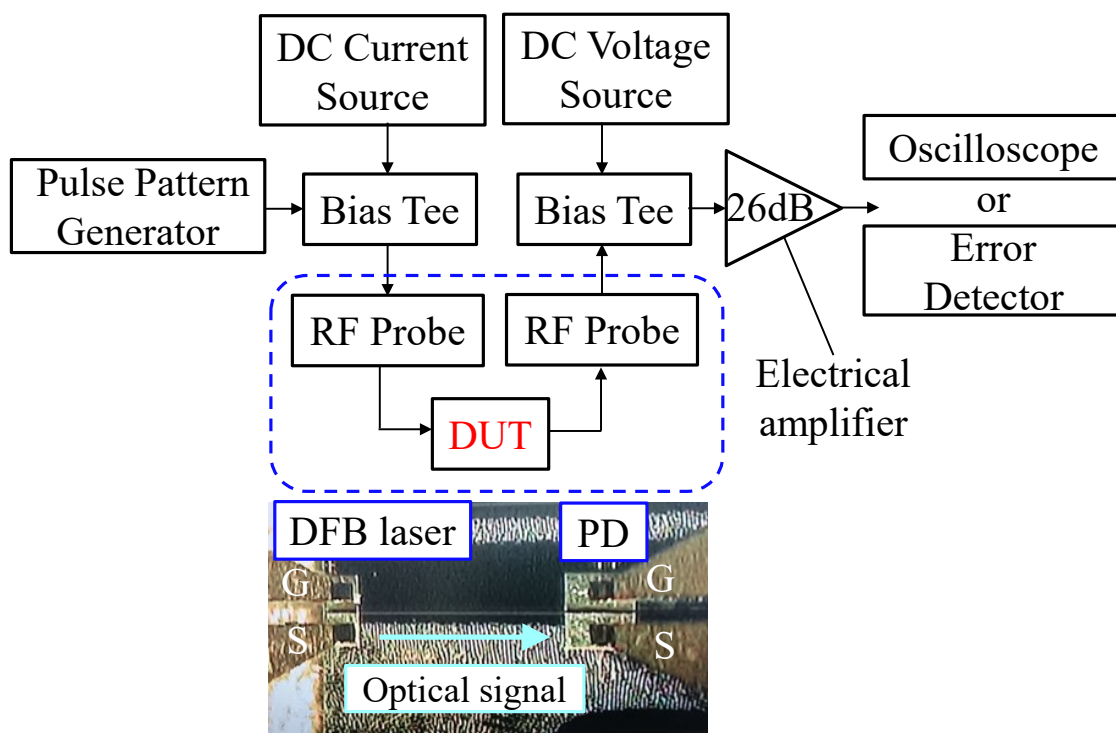 DC Current
Source
DC Voltage
Source
Pulse Pattern
Generator
Bias Tee
Bias Tee
26dB
Oscilloscope
or
Error
Detector
RF Probe
RF Probe
Electrical
amplifier
DUT
DFB laser
PD
G
G
S
S
Optical signal